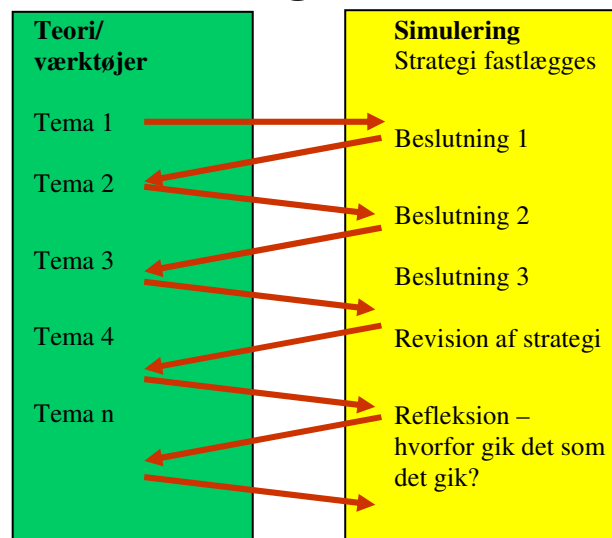 Teori/
værktøjer
Tema 1
Tema 2
Tema 3
Tema 4
Tema n
Simulering
Strategi fastlægges
Beslutning 1
Beslutning 2
Beslutning 3
Revision af strategi
Refleksion –
hvorfor gik det som
det gik?